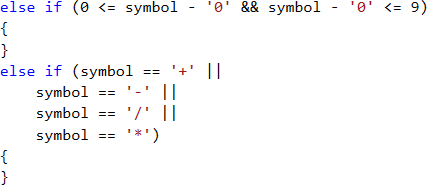 else if (0 <= symbol - '0' && symbol - '0' <= 9)
{
}
else if (symbol == '+' ||
    symbol == '-' ||
    symbol == '/' ||
    symbol == '*')
{
}